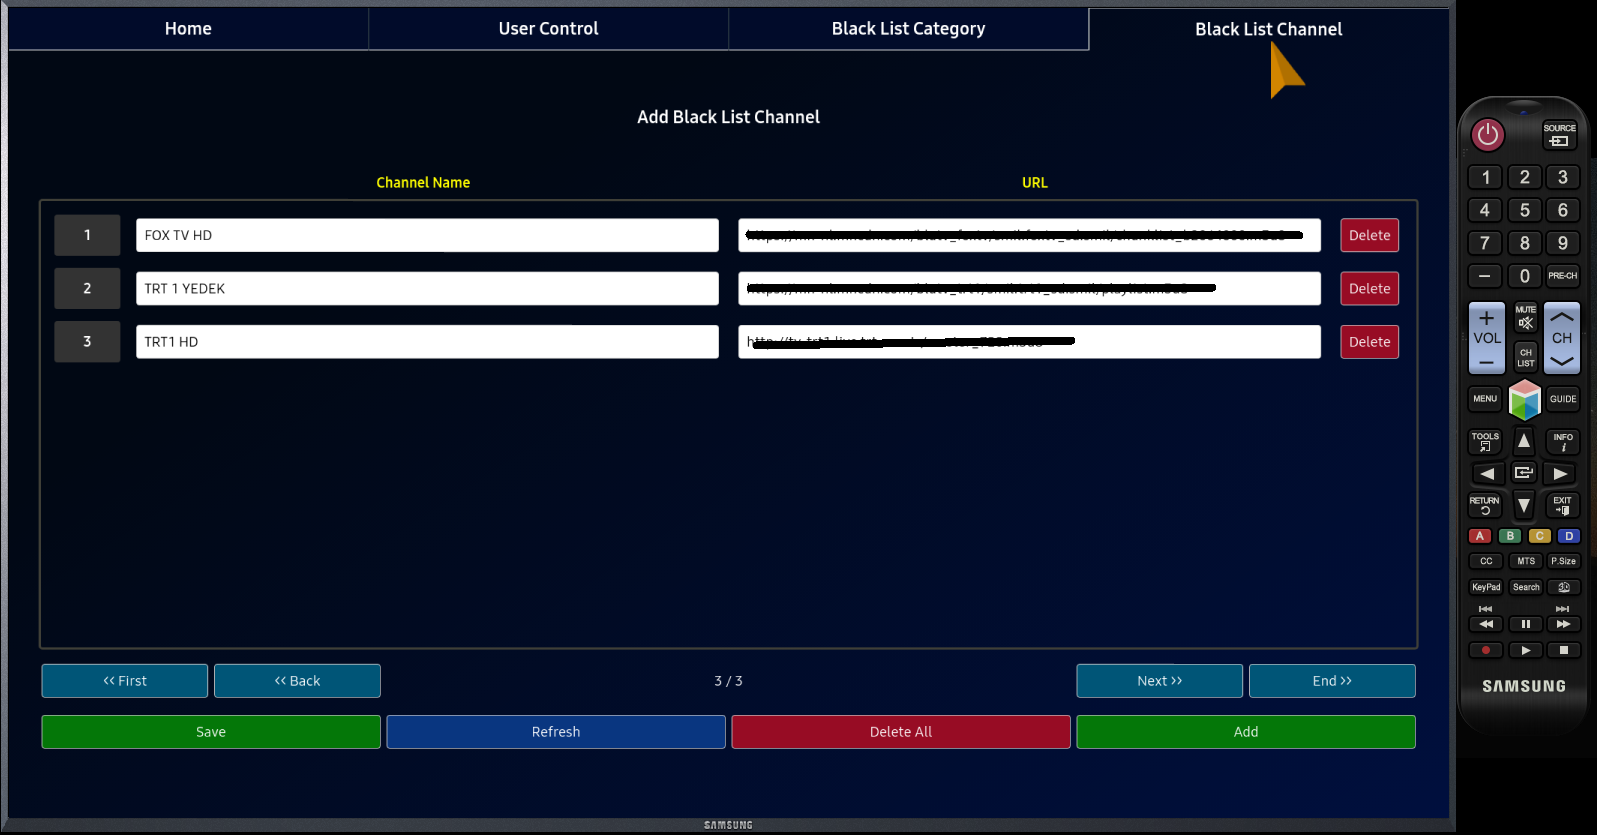 Home User Control Black List Category Black List Channel
Add Black List Channel
Channel Name URL
1 FOX TV HD Delete
2 TRT 1 YEDEK Delete
3 TRT1 HD Delete
<< First << Back 3 / 3 Next >> End >>
Save Refresh Delete All Add
SAMSUNG
SOURCE
1 2 3
4 5 6
7 8 9
− 0 PRE-CH
+ MUTE
VOL CH
− CH LIST
MENU GUIDE
TOOLS INFO
i
RETURN EXIT
A B C D
CC MTS P.Size
KeyPad Search
SAMSUNG